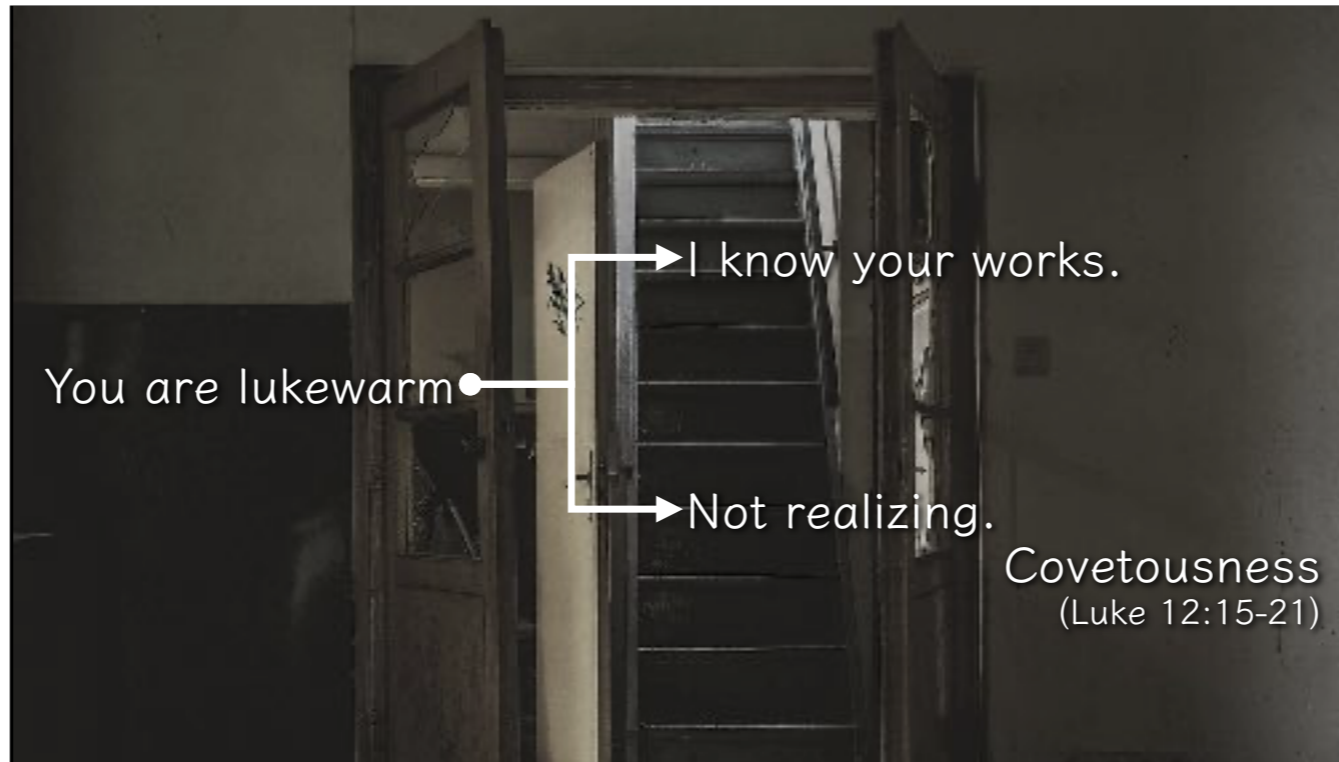 You are lukewarm
I know your works.
Not realizing.
Covetousness
(Luke 12:15-21)